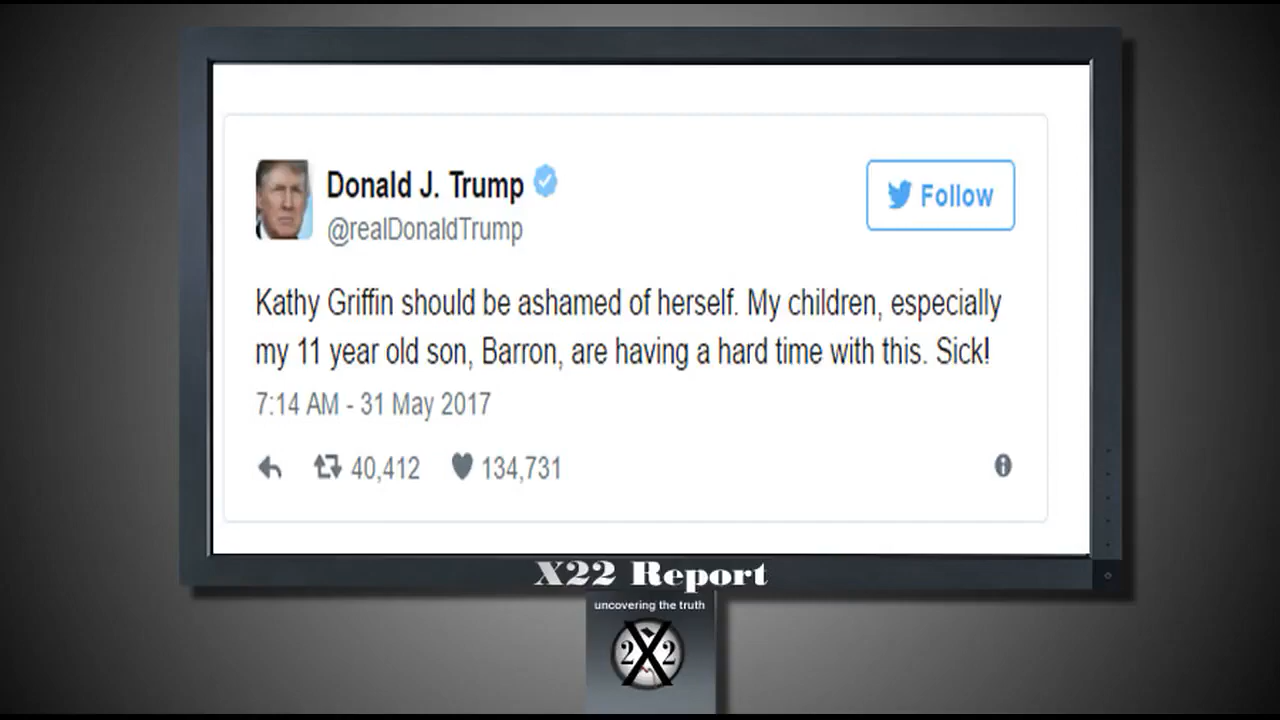 Donald J. Trump
@realDonaldTrump
Follow
Kathy Griffin should be ashamed of herself. My children, especially
my 11 year old son, Barron, are having a hard time with this. Sick!
7:14 AM - 31 May 2017
40,412 134,731
X22 Report
uncovering the truth
2X2